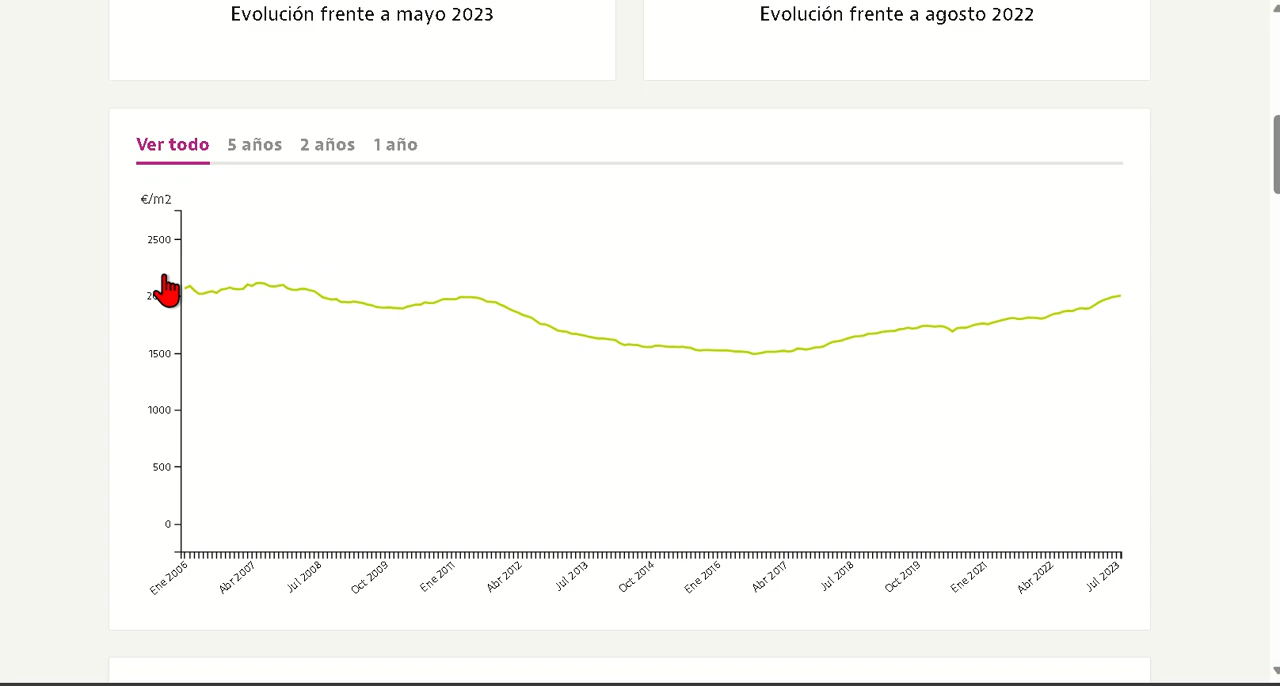 Evolución frente a mayo 2023
Evolución frente a agosto 2022
Ver todo 5 años 2 años 1 año
€/m2
2500
1500
1000
500
0
Ene 2006 Abr 2007 Jul 2008 Oct 2009 Ene 2011 Abr 2012 Jul 2013 Oct 2014 Ene 2016 Abr 2017 Jul 2018 Oct 2019 Ene 2021 Abr 2022 Jul 2023